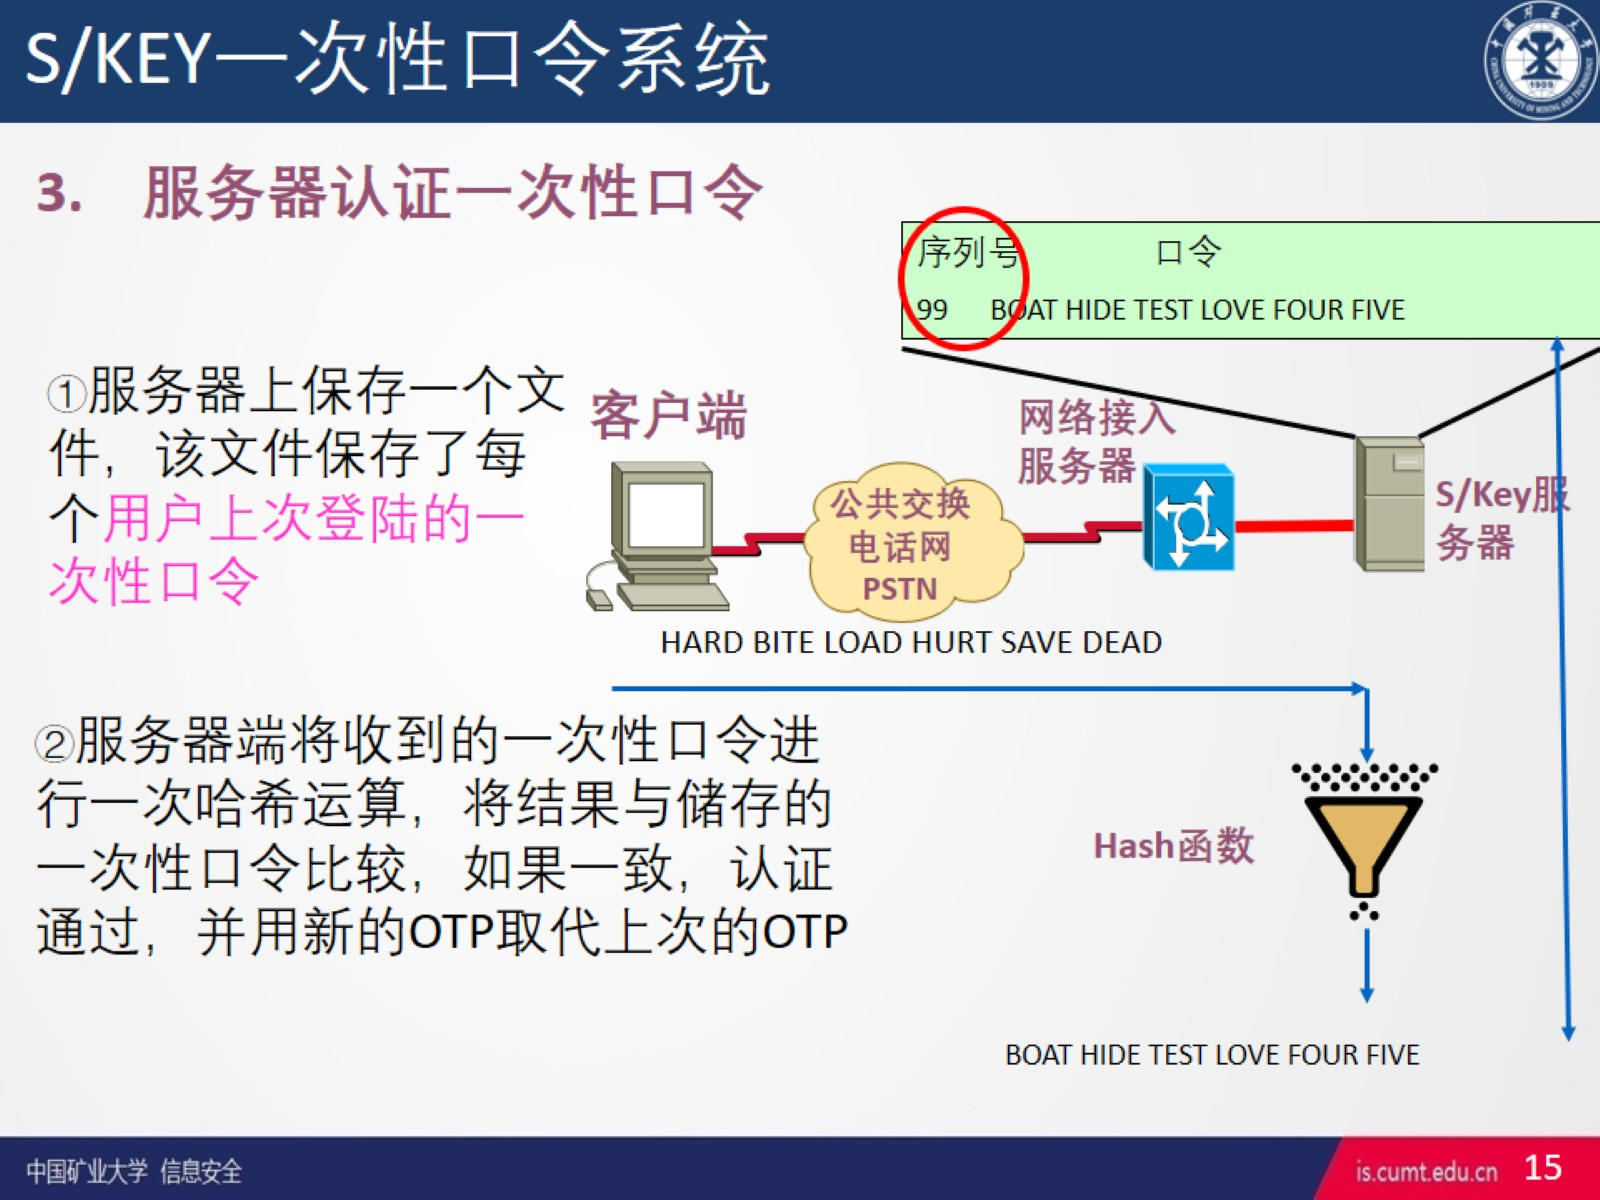 S/KEY一次性口令系统
3. 服务器认证一次性口令
序列号 口令
99 BOAT HIDE TEST LOVE FOUR FIVE
①服务器上保存一个文
件，该文件保存了每
个用户上次登陆的一
次性口令
客户端
网络接入
服务器
公共交换
电话网
PSTN
S/Key服
务器
HARD BITE LOAD HURT SAVE DEAD
②服务器端将收到的一次性口令进
行一次哈希运算，将结果与储存的
一次性口令比较，如果一致，认证
通过，并用新的OTP取代上次的OTP
Hash函数
BOAT HIDE TEST LOVE FOUR FIVE
中国矿业大学 信息安全
is.cumt.edu.cn 15
CHINA UNIVERSITY OF MINING AND TECHNOLOGY
1909